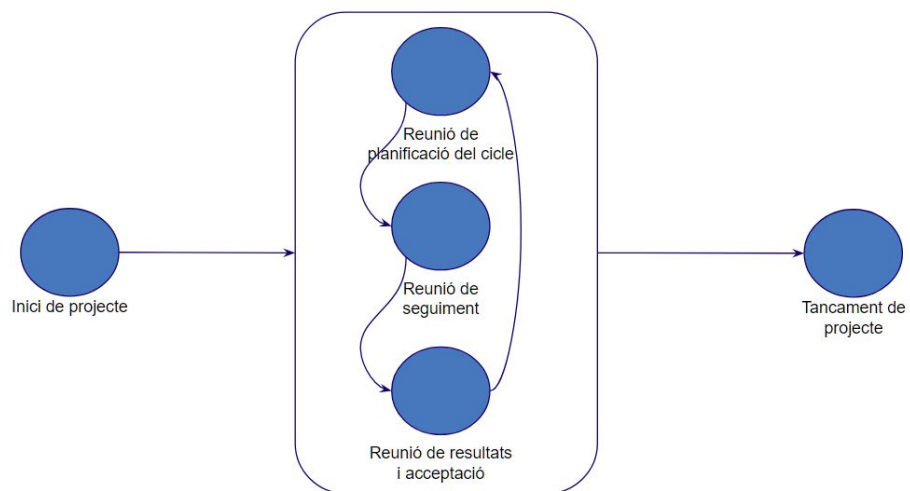 Inici de projecte
Reunió de
planificació del cicle
Reunió de
seguiment
Reunió de resultats
i acceptació
Tancament de
projecte